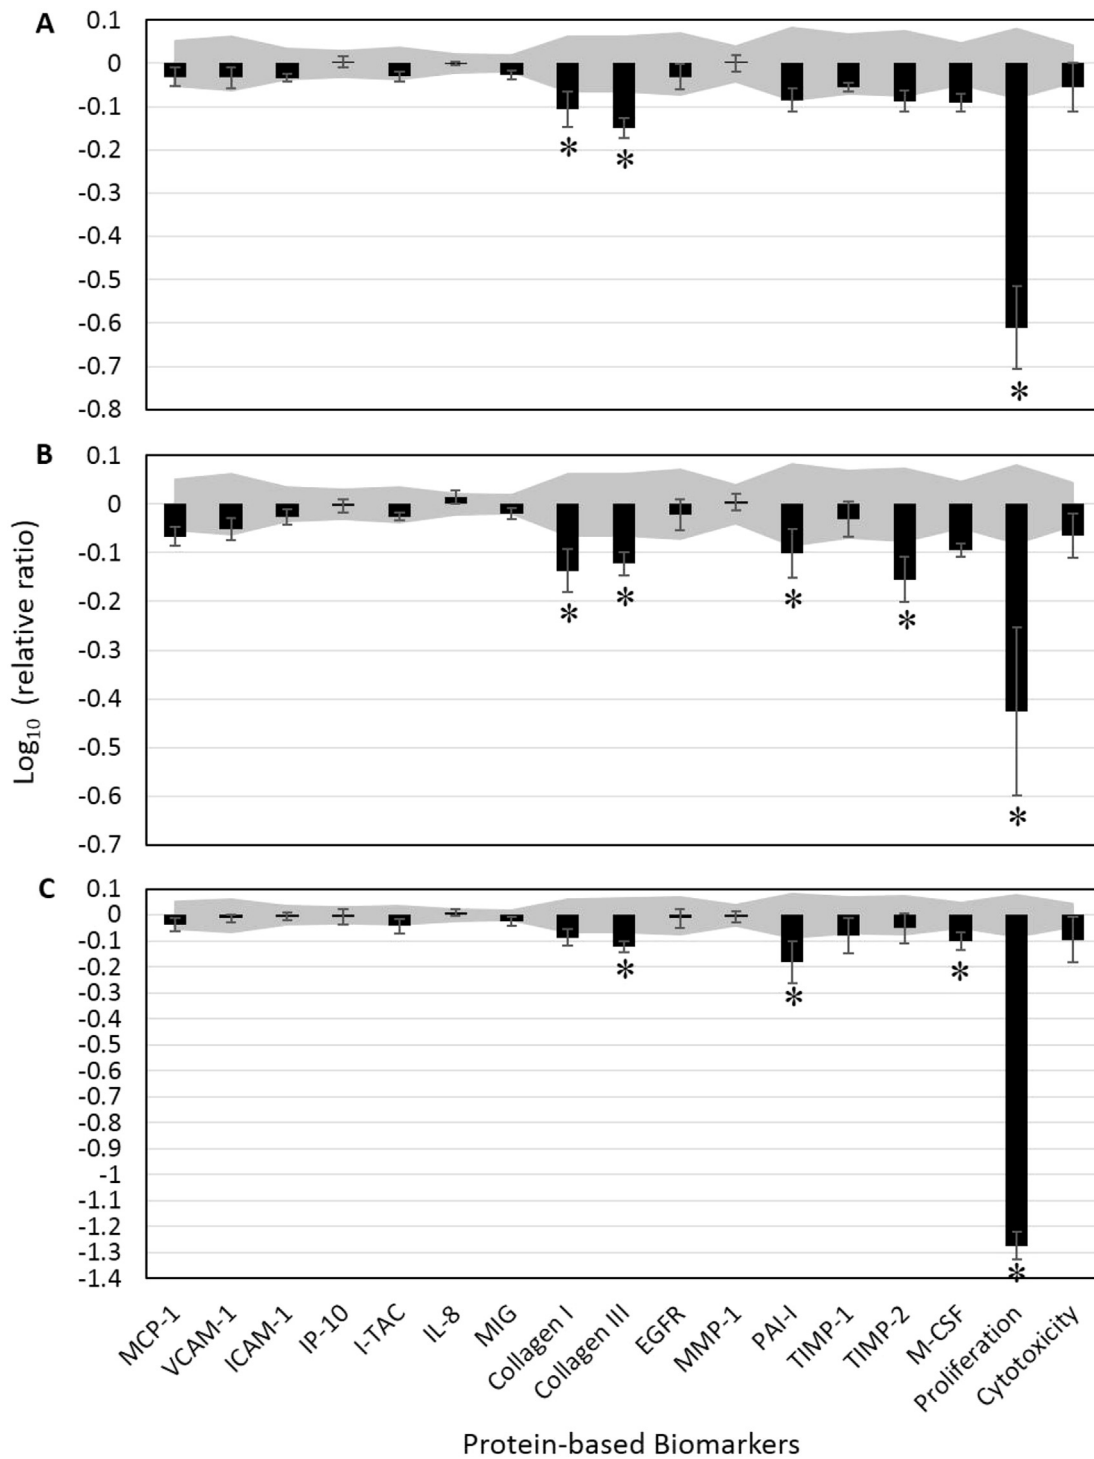 A
0.1
0
-0.1
-0.2
-0.3
-0.4
-0.5
-0.6
-0.7
-0.8
* * *
B
0.1
0
-0.1
-0.2
-0.3
-0.4
-0.5
-0.6
-0.7
* * * * *
Log10 (relative ratio)
C
0.1
0
-0.1
-0.2
-0.3
-0.4
-0.5
-0.6
-0.7
-0.8
-0.9
-1
-1.1
-1.2
-1.3
-1.4
* * * *
MCP-1
VCAM-1
ICAM-1
IP-10
I-TAC
IL-8
MIG
Collagen I
Collagen III
EGFR
MMP-1
PAI-I
TIMP-1
TIMP-2
M-CSF
Proliferation
Cytotoxicity
Protein-based Biomarkers